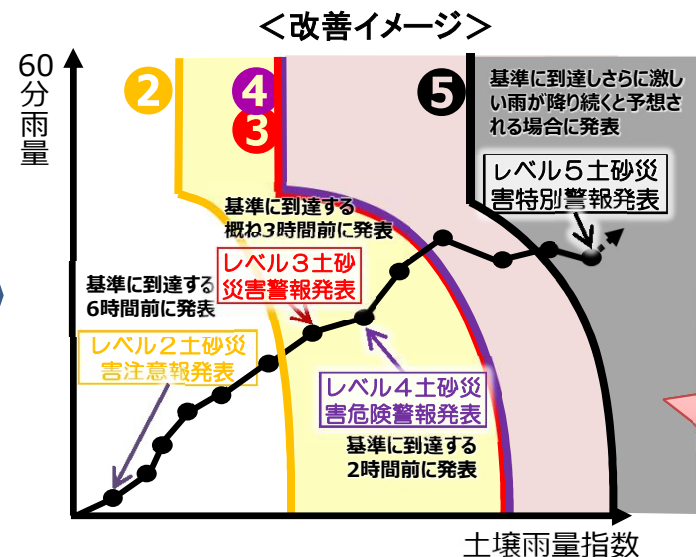 ＜改善イメージ＞
60
分
雨
量
2
4
3
5
基準に到達しさらに激し
い雨が降り続くと予想さ
れる場合に発表
レベル５土砂災
害特別警報発表
基準に到達する
概ね3時間前に発表
レベル３土砂
災害警報発表
基準に到達する
6時間前に発表
レベル２土砂災
害注意報発表
レベル４土砂災
害危険警報発表
基準に到達する
2時間前に発表
土壌雨量指数